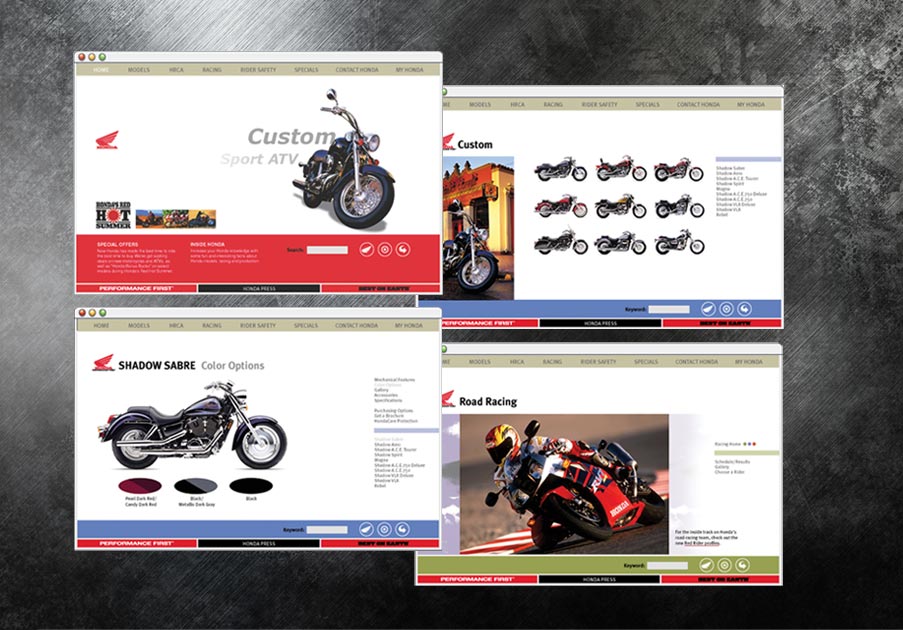 HOME MODELS HRCA RACING RIDER SAFETY SPECIALS CONTACT HONDA MY HONDA
Custom
Sport ATV
HONDA'S RED
HOT
SUMMER
SPECIAL OFFERS
INSIDE HONDA
Search:
PERFORMANCE FIRST
HONDA PRESS
BEST ON EARTH
MODELS HRCA RACING RIDER SAFETY SPECIALS CONTACT HONDA MY HONDA
Custom
Shadow Sabre
Shadow Aero
Shadow A.C.E. Tourer
Shadow Spirit
Magna
Shadow A.C.E.750 Deluxe
Shadow A.C.E.750
Shadow VLX Deluxe
Shadow VLX
Rebel
Keyword:
PERFORMANCE FIRST
HONDA PRESS
BEST ON EARTH
HOME MODELS HRCA RACING RIDER SAFETY SPECIALS CONTACT HONDA MY HONDA
SHADOW SABRE Color Options
Mechanical Features
Color Options
Gallery
Accessories
Specifications
Purchasing Options
Get a Brochure
HondaCare Protection
Shadow Sabre
Shadow Aero
Shadow A.C.E. Tourer
Shadow Spirit
Magna
Shadow A.C.E.750 Deluxe
Shadow A.C.E.750
Shadow VLX Deluxe
Shadow VLX
Rebel
Pearl Dark Red/
Candy Dark Red
Black/
Metallic Dark Gray
Black
Keyword:
PERFORMANCE FIRST
HONDA PRESS
BEST ON EARTH
MODELS HRCA RACING RIDER SAFETY SPECIALS CONTACT HONDA MY HONDA
Road Racing
HONDA
Racing Home
Schedule/Results
Gallery
Choose a Rider
For the inside track on Honda's
road racing team, check out the
new Red Rider profiles.
Keyword:
PERFORMANCE FIRST
HONDA PRESS
BEST ON EARTH